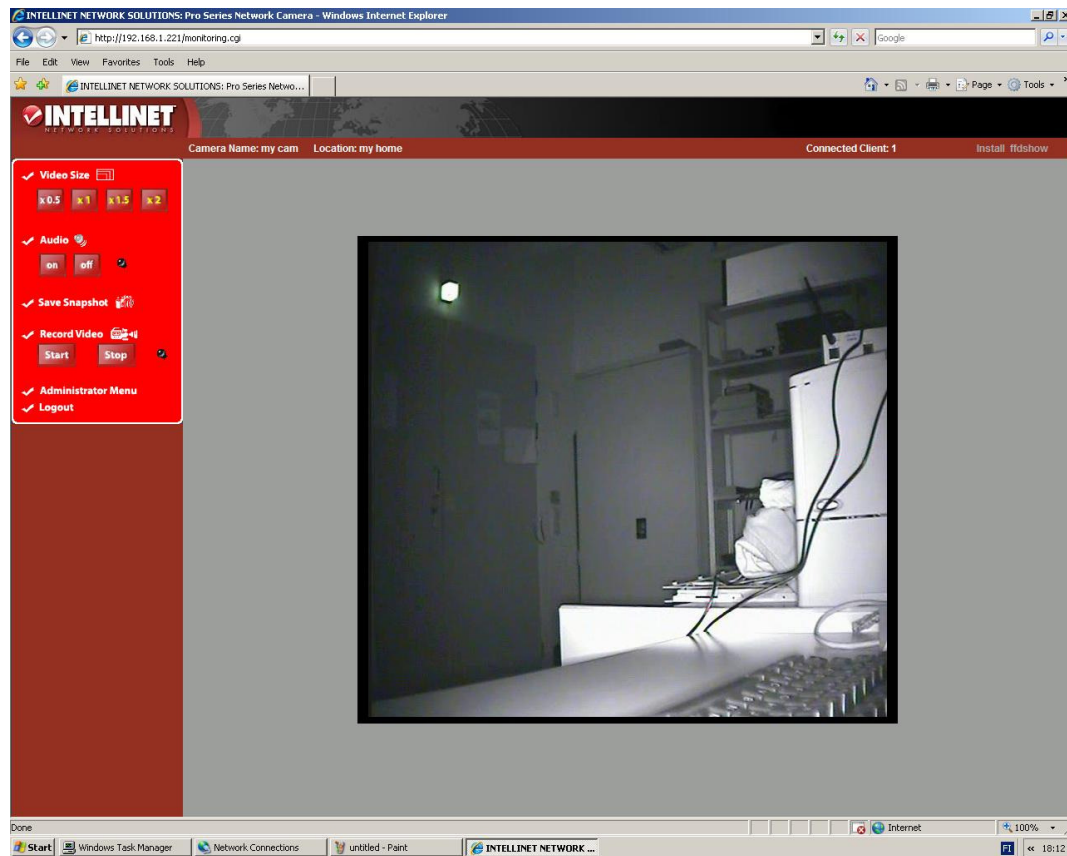 INTELLINET NETWORK SOLUTIONS: Pro Series Network Camera - Windows Internet Explorer
http://192.168.1.221/monitoring.cgi
Google
File Edit View Favorites Tools Help
INTELLINET NETWORK SOLUTIONS: Pro Series Netwo...
Page Tools
INTELLINET
NETWORK SOLUTIONS
Camera Name: my cam Location: my home Connected Client: 1 Install ffdshow
Video Size
x 0.5 x 1 x 1.5 x 2
Audio
on off
Save Snapshot
Record Video
Start Stop
Administrator Menu
Logout
Done Internet 100%
Start Windows Task Manager Network Connections untitled - Paint INTELLINET NETWORK ... FI « 18:12